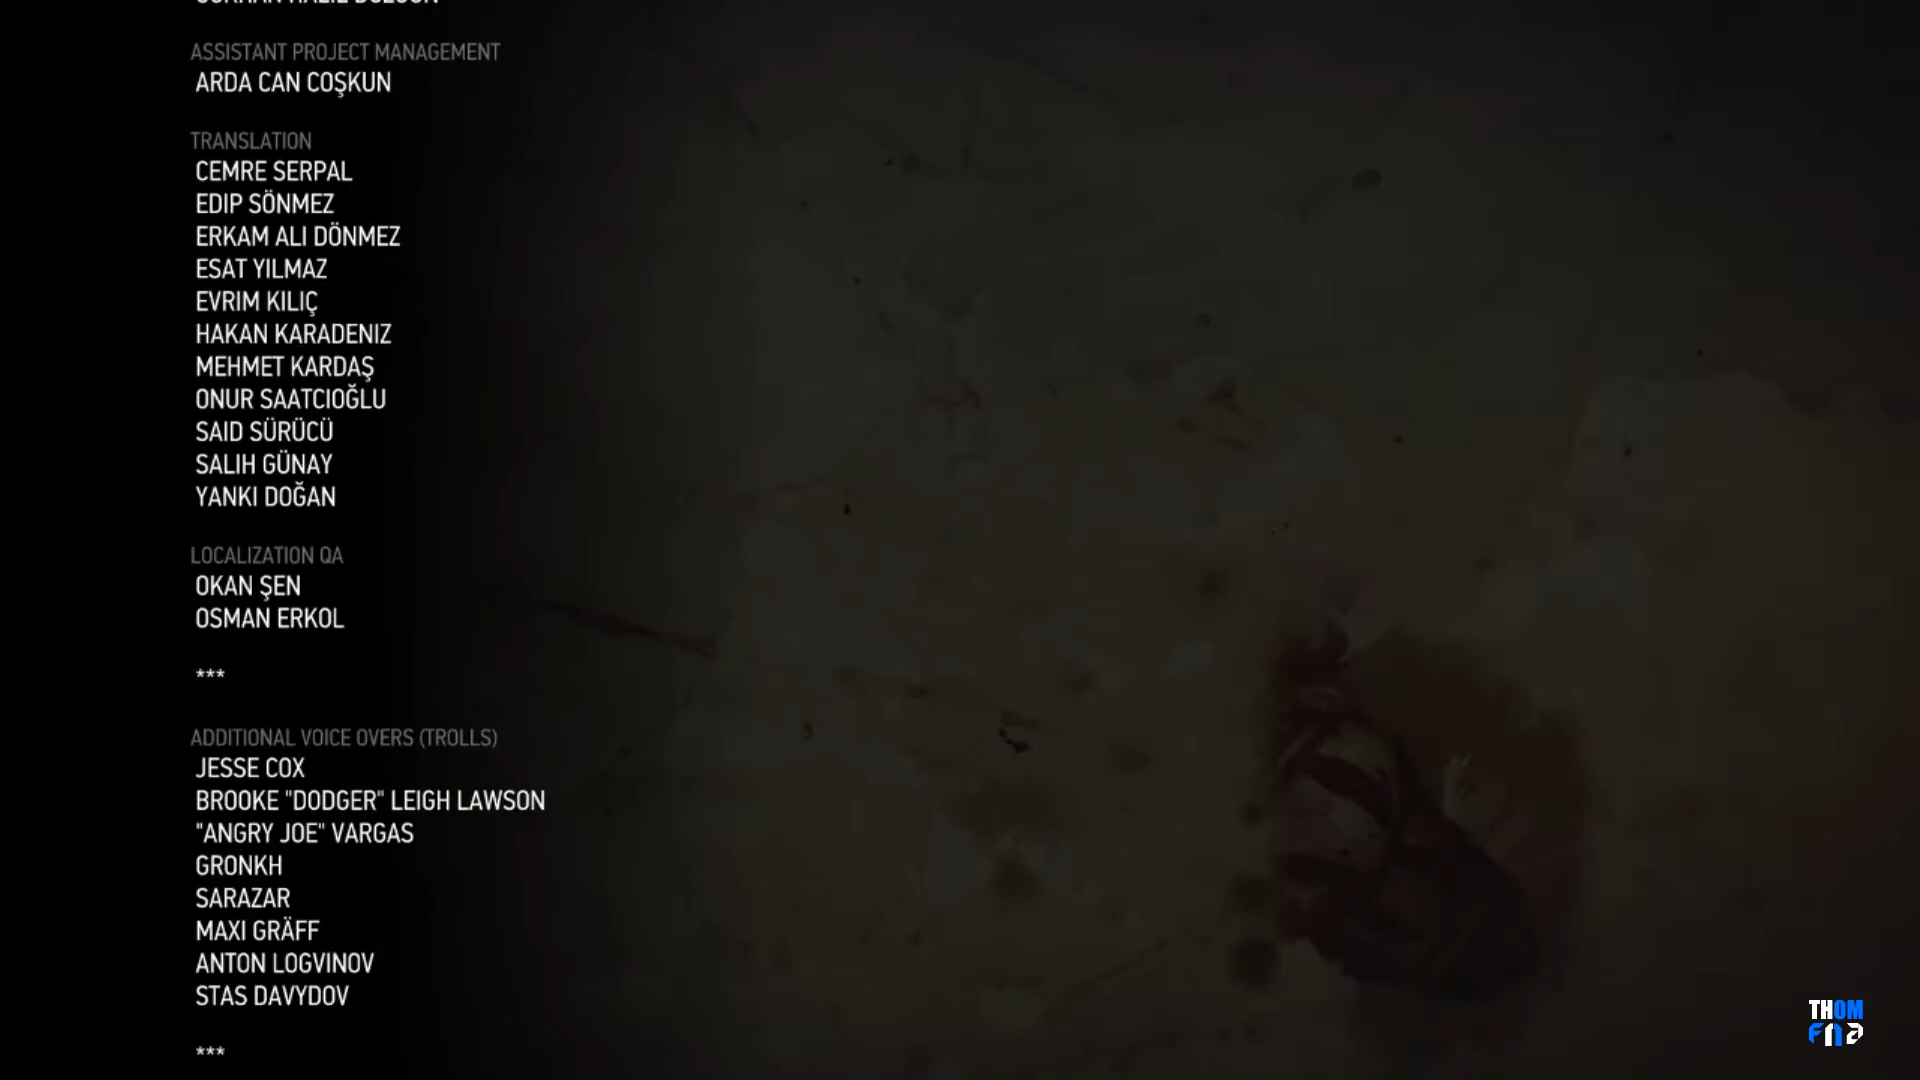 ASSISTANT PROJECT MANAGEMENT
ARDA CAN COŞKUN
TRANSLATION
CEMRE SERPAL
EDIP SÖNMEZ
ERKAM ALI DÖNMEZ
ESAT YILMAZ
EVRIM KILIÇ
HAKAN KARADENIZ
MEHMET KARDAŞ
ONUR SAATCIOĞLU
SAID SÜRÜCÜ
SALIH GÜNAY
YANKI DOĞAN
LOCALIZATION QA
OKAN ŞEN
OSMAN ERKOL
***
ADDITIONAL VOICE OVERS (TROLLS)
JESSE COX
BROOKE "DODGER" LEIGH LAWSON
"ANGRY JOE" VARGAS
GRONKH
SARAZAR
MAXI GRÄFF
ANTON LOGVINOV
STAS DAVYDOV
***
THOM